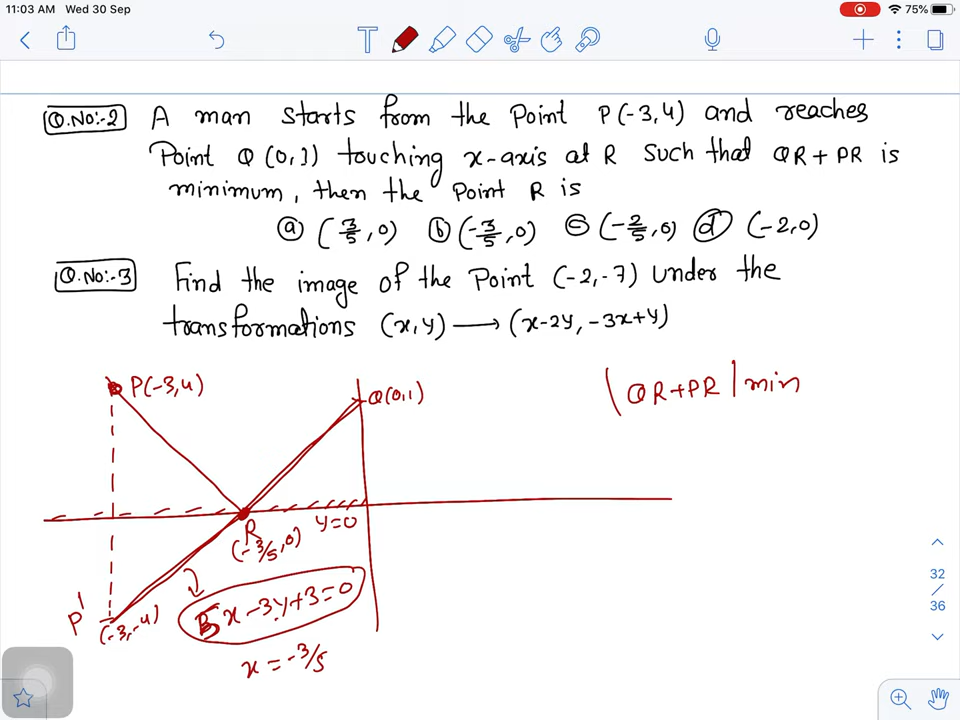 11:03 AM Wed 30 Sep 75%
Q.No:-2 A man starts from the Point P(-3,4) and reaches
Point Q (0,1) touching x-axis at R such that QR+PR is
minimum, then the Point R is
(a) (3/5, 0) (b) (-3/5, 0) (c) (-2/5, 0) (d) (-2,0)
Q.No:-3 Find the image of the Point (-2,-7) under the
transformations (x,y) ⟶ (x-2y, -3x+y)
P(-3,4)
Q(0,1)
|QR+PR| min
R
(-3/5,0)
y=0
P'
(-3,-4)
5x-3y+3=0
x = -3/5
32
/
36